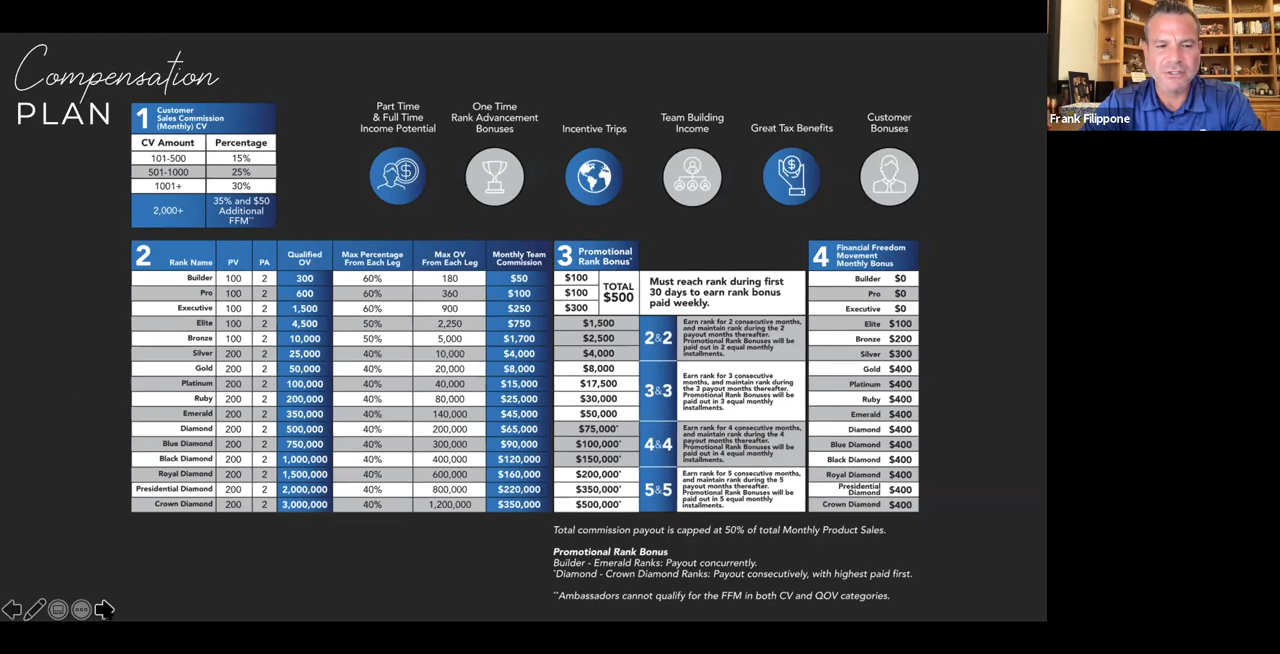 Compensation
PLAN
Frank Filippone
1 Customer
Sales Commission
(Monthly) CV
CV Amount Percentage
101-500 15%
501-1000 25%
1001+ 30%
2,000+ 35% and $50
Additional
FFM**
Part Time
& Full Time
Income Potential
One Time
Rank Advancement
Bonuses
Incentive Trips
Team Building
Income
Great Tax Benefits
Customer
Bonuses
2 Rank Name PV PA Qualified
OV Max Percentage
From Each Leg Max OV
From Each Leg Monthly Team
Commission
Builder 100 2 300 60% 180 $50
Pro 100 2 600 60% 360 $100
Executive 100 2 1,500 60% 900 $250
Elite 100 2 4,500 50% 2,250 $750
Bronze 100 2 10,000 50% 5,000 $1,700
Silver 200 2 25,000 40% 10,000 $4,000
Gold 200 2 50,000 40% 20,000 $8,000
Platinum 200 2 100,000 40% 40,000 $15,000
Ruby 200 2 200,000 40% 80,000 $25,000
Emerald 200 2 350,000 40% 140,000 $45,000
Diamond 200 2 500,000 40% 200,000 $65,000
Blue Diamond 200 2 750,000 40% 300,000 $90,000
Black Diamond 200 2 1,000,000 40% 400,000 $120,000
Royal Diamond 200 2 1,500,000 40% 600,000 $160,000
Presidential Diamond 200 2 2,000,000 40% 800,000 $220,000
Crown Diamond 200 2 3,000,000 40% 1,200,000 $350,000
3 Promotional
Rank Bonus*
$100
$100
$300
TOTAL
$500
Must reach rank during first
30 days to earn rank bonus
paid weekly.
$1,500
$2,500
$4,000
2&2
Earn rank for 2 consecutive months,
and maintain rank during the 2
payout months thereafter.
Promotional Rank Bonuses will be
paid out in 2 equal monthly
installments.
$8,000
$17,500
$30,000
$50,000
3&3
Earn rank for 3 consecutive
months, and maintain rank during
the 3 payout months thereafter.
Promotional Rank Bonuses will be
paid out in 3 equal monthly
installments.
$75,000*
$100,000*
$150,000*
4&4
Earn rank for 4 consecutive months,
and maintain rank during the 4
payout months thereafter.
Promotional Rank Bonuses will be
paid out in 4 equal monthly
installments.
$200,000*
$350,000*
$500,000*
5&5
Earn rank for 5 consecutive months,
and maintain rank during the 5
payout months thereafter.
Promotional Rank Bonuses will be
paid out in 5 equal monthly
installments.
4 Financial Freedom
Movement
Monthly Bonus
Builder $0
Pro $0
Executive $0
Elite $100
Bronze $200
Silver $300
Gold $400
Platinum $400
Ruby $400
Emerald $400
Diamond $400
Blue Diamond $400
Black Diamond $400
Royal Diamond $400
Presidential
Diamond $400
Crown Diamond $400
Total commission payout is capped at 50% of total Monthly Product Sales.
Promotional Rank Bonus
Builder - Emerald Ranks: Payout concurrently.
*Diamond - Crown Diamond Ranks: Payout consecutively, with highest paid first.
**Ambassadors cannot qualify for the FFM in both CV and QOV categories.